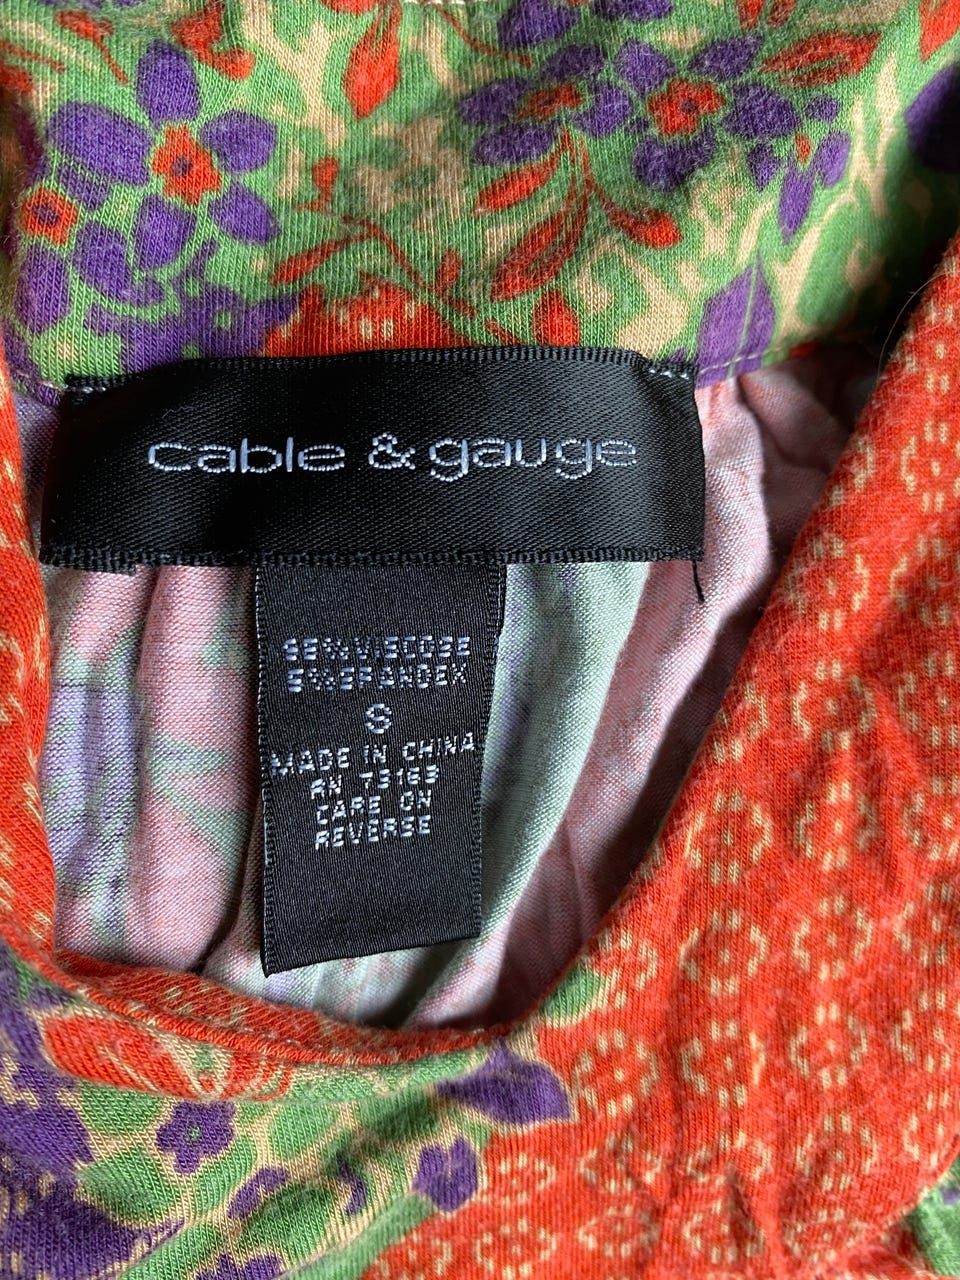 cable & gauge
95% VISCOSE
5% SPANDEX
S
MADE IN CHINA
RN 73163
CARE ON
REVERSE